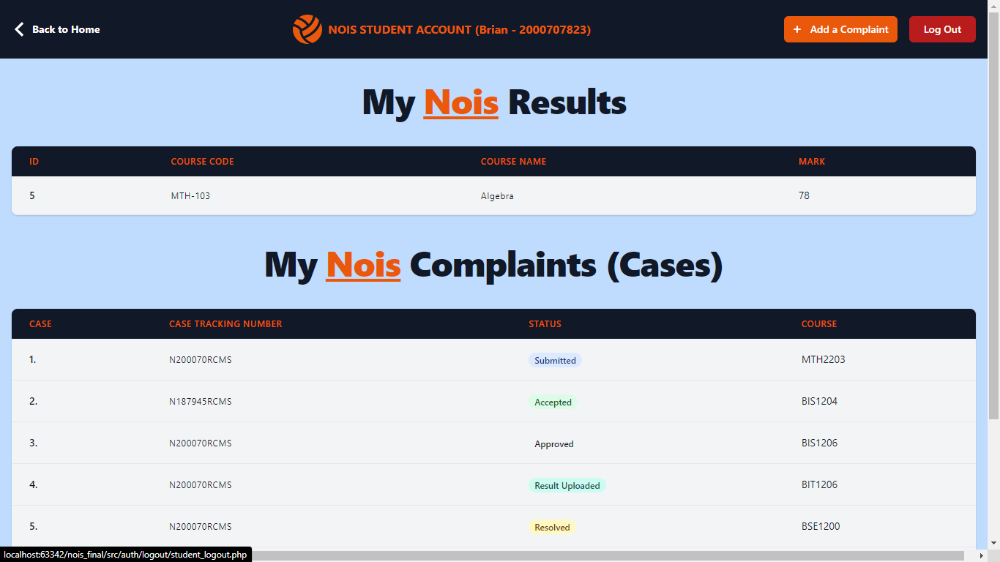 Back to Home NOIS STUDENT ACCOUNT (Brian - 2000707823) + Add a Complaint Log Out
My Nois Results
ID COURSE CODE COURSE NAME MARK
5 MTH-103 Algebra 78
My Nois Complaints (Cases)
CASE CASE TRACKING NUMBER STATUS COURSE
1. N200070RCMS Submitted MTH2203
2. N187945RCMS Accepted BIS1204
3. N200070RCMS Approved BIS1206
4. N200070RCMS Result Uploaded BIT1206
5. N200070RCMS Resolved BSE1200
localhost:63342/nois_final/src/auth/logout/student_logout.php